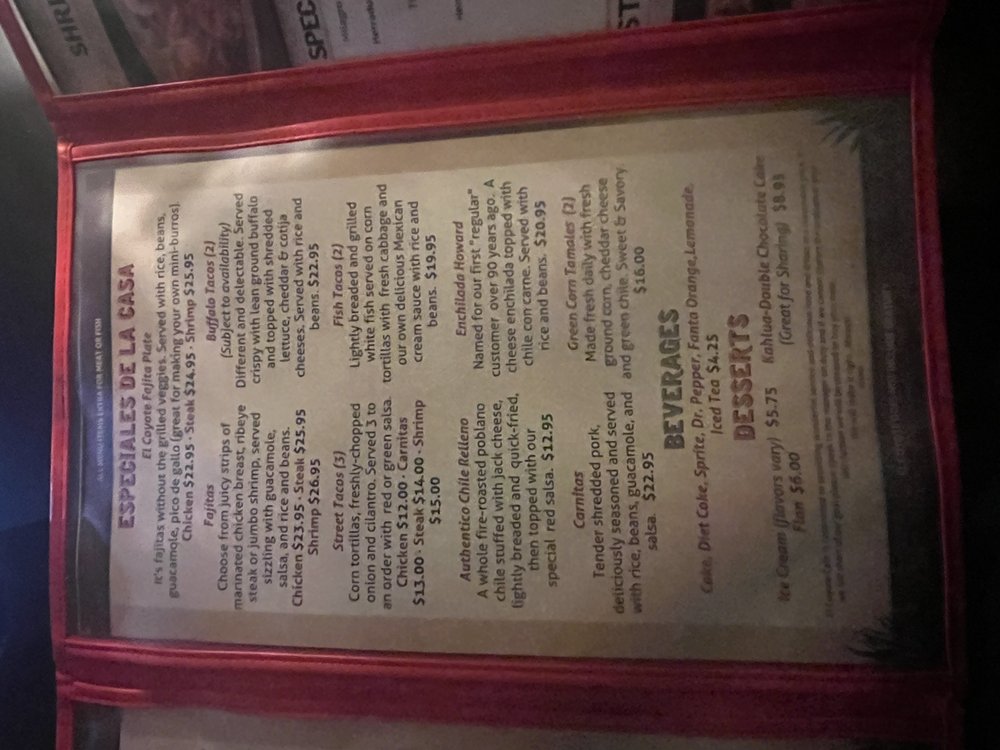 SHRI
SPEC
ST
ALL MENU ITEMS EXTRA FOR MEAT OR FISH
ESPECIALES DE LA CASA
El Coyote Fajita Plate
It's fajitas without the grilled veggies. Served with rice, beans,
guacamole, pico de gallo (great for making your own mini-burros).
Chicken $22.95 · Steak $24.95 · Shrimp $25.95
Fajitas
Choose from juicy strips of
marinated chicken breast, ribeye
steak or jumbo shrimp, served
sizzling with guacamole,
salsa, and rice and beans.
Chicken $23.95 · Steak $25.95
Shrimp $26.95
Street Tacos (3)
Corn tortillas, freshly-chopped
onion and cilantro. Served 3 to
an order with red or green salsa.
Chicken $12.00 · Carnitas
$13.00 · Steak $14.00 · Shrimp
$15.00
Authentico Chile Relleno
A whole fire-roasted poblano
chile stuffed with jack cheese,
lightly breaded and quick-fried,
then topped with our
special red salsa. $12.95
Carnitas
Tender shredded pork,
deliciously seasoned and served
with rice, beans, guacamole, and
salsa. $22.95
Buffalo Tacos (2)
(Subject to availability)
Different and delectable. Served
crispy with lean ground buffalo
and topped with shredded
lettuce, cheddar & cotija
cheeses. Served with rice and
beans. $22.95
Fish Tacos (2)
Lightly breaded and grilled
white fish served on corn
tortillas with fresh cabbage and
our own delicious Mexican
cream sauce with rice and
beans. $19.95
Enchilada Howard
Named for our first "regular"
customer over 90 years ago. A
cheese enchilada topped with
chile con carne. Served with
rice and beans. $20.95
Green Corn Tamales (2)
Made fresh daily with fresh
ground corn, cheddar cheese
and green chile. Sweet & Savory.
$16.00
BEVERAGES
Coke, Diet Coke, Sprite, Dr. Pepper, Fanta Orange, Lemonade,
Iced Tea $4.25
DESSERTS
Ice Cream (flavors vary) $5.75
Flan $6.00
Kahlua-Double Chocolate Cake
(Great for Sharing) $8.95